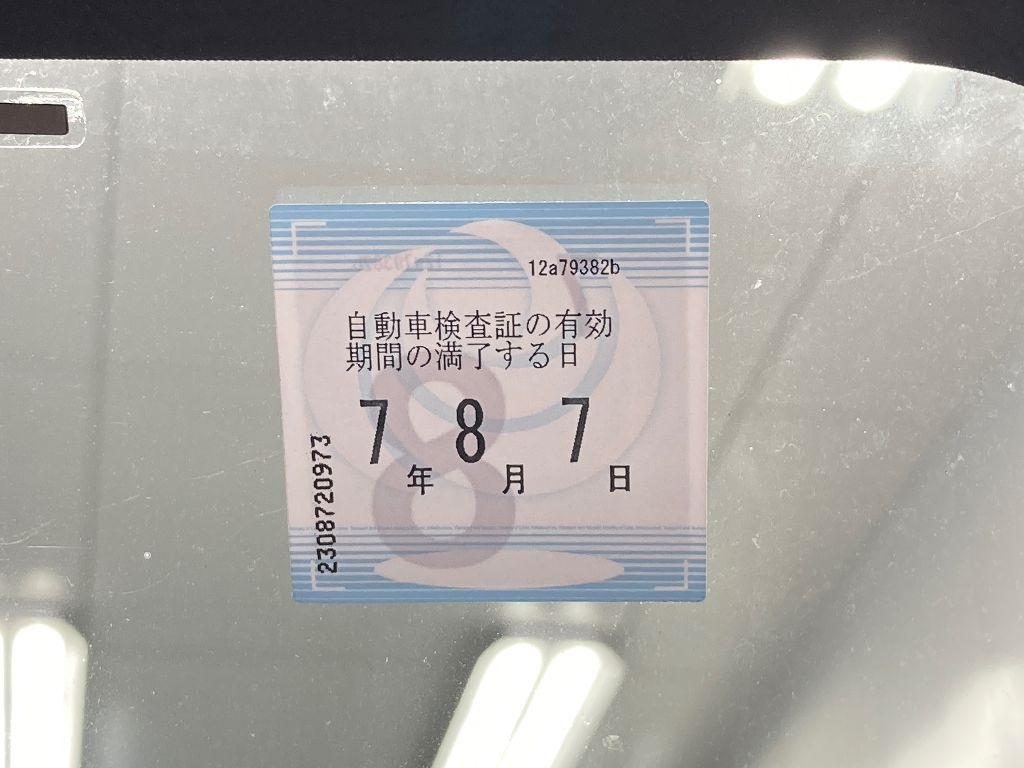 12a79382b
自動車検査証の有効
期間の満了する日
7年 8月 7日
2308720973